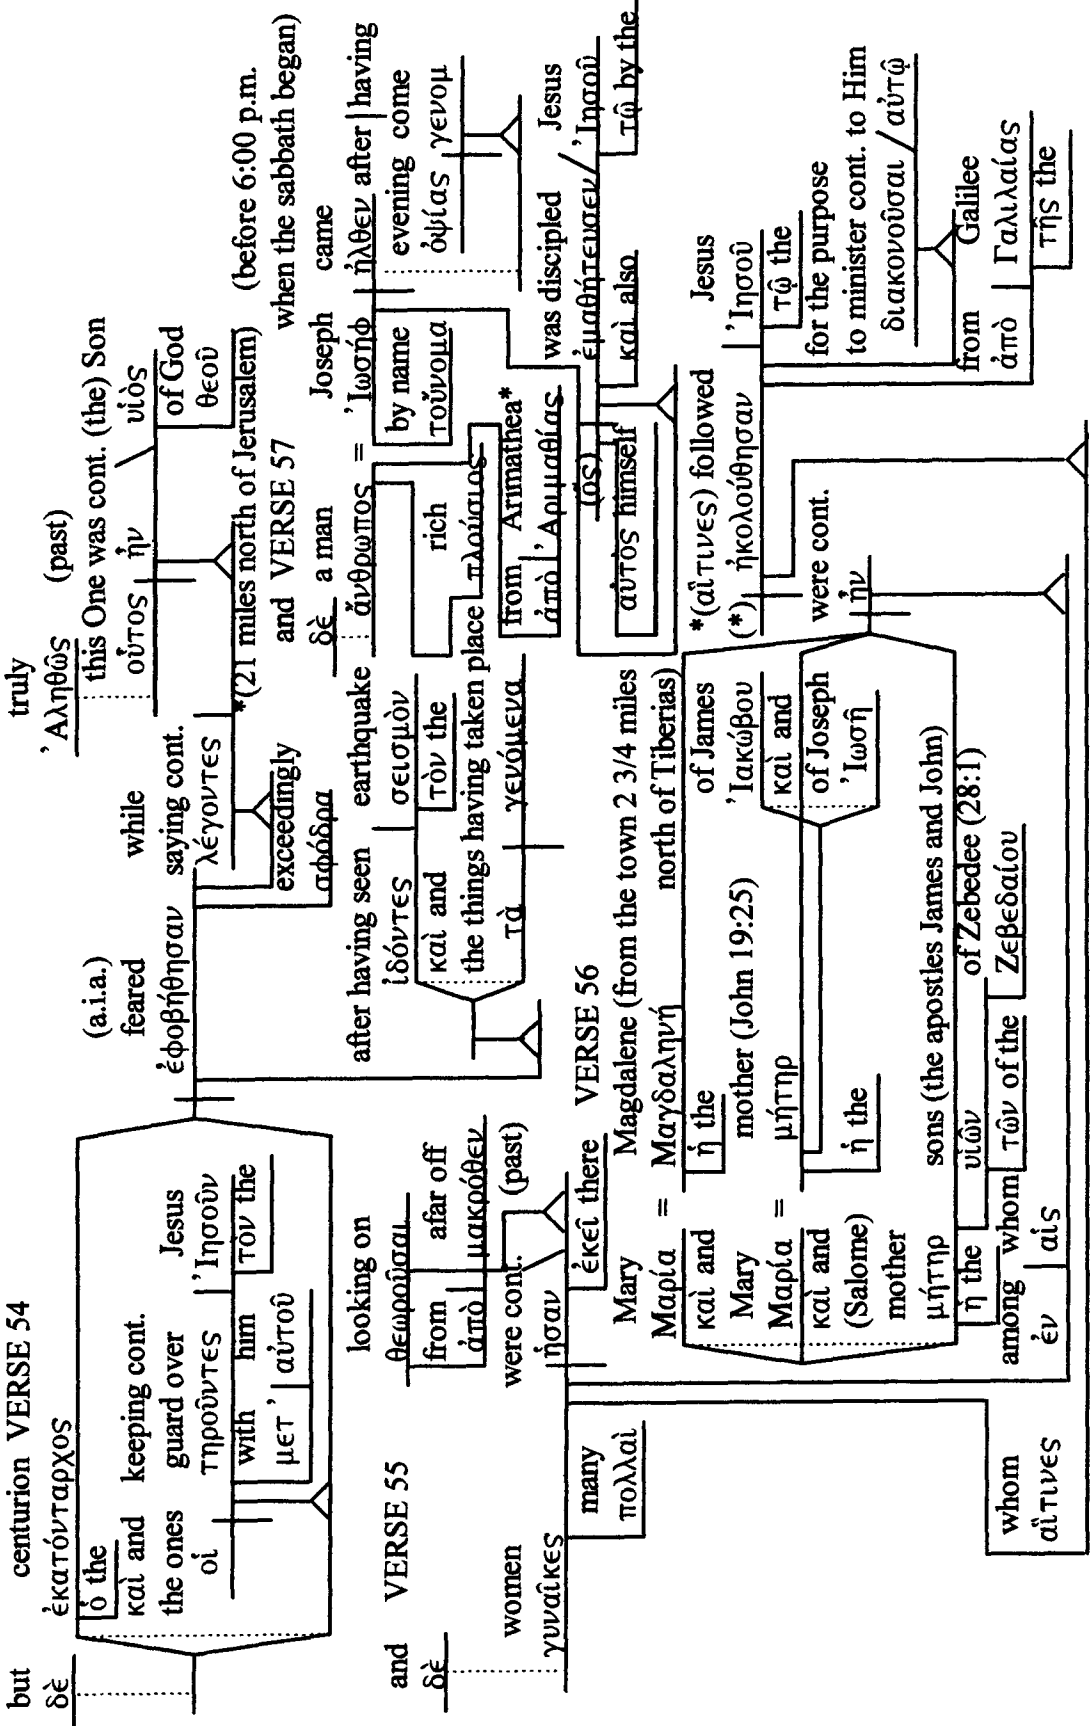 but centurion VERSE 54
δὲ ἑκατόνταρχος
ὁ the
καὶ and keeping cont.
the ones guard over Jesus
οἱ τηροῦντες Ἰησοῦν
with him τὸν the
μετ' αὐτοῦ
(a.i.a.)
feared
ἐφοβήθησαν
while
saying cont.
λέγοντες
exceedingly
σφόδρα
truly
Ἀληθῶς (past)
this One was cont. (the) Son
οὗτος ἦν υἱὸς
of God
θεοῦ
*(21 miles north of Jerusalem)
after having seen earthquake
ἰδόντες σεισμὸν
καὶ and τὸν the
the things having taken place
τὰ γενόμενα
and VERSE 55
δὲ
women
γυναῖκες
many
πολλαὶ
looking on
θεωροῦσαι
from afar off
ἀπὸ μακρόθεν
were cont. (past)
ἦσαν
ἐκεῖ there
whom
αἵτινες
VERSE 56
Mary Magdalene (from the town 2 3/4 miles
north of Tiberias)
Μαρία = Μαγδαληνή
καὶ and ἡ the
Mary mother (John 19:25) of James
Μαρία = μήτηρ Ἰακώβου
καὶ and ἡ the καὶ and
of Joseph
Ἰωσὴ
(Salome)
mother sons (the apostles James and John)
μήτηρ υἱῶν of Zebedee (28:1)
ἡ the τῶν of the Ζεβεδαίου
among whom
ἐν αἷς
were cont.
ἦν
*(αἵτινες) followed Jesus
(*) ἠκολούθησαν Ἰησοῦ
τῷ the
for the purpose
to minister cont. to Him
διακονοῦσαι αὐτῷ
from Galilee
ἀπὸ Γαλιλαίας
τῆς the
(before 6:00 p.m.
and VERSE 57 when the sabbath began)
δὲ a man Joseph came
ἄνθρωπος = Ἰωσήφ ἦλθεν after having
by name evening come
τοὔνομα ὀψίας γενομ
rich
πλούσιος
from Arimathea*
ἀπὸ Ἀριμαθίας
was discipled Jesus
(ὃς) ἐμαθήτευσεν Ἰησοῦ
αὐτὸς himself καὶ also τῷ by the